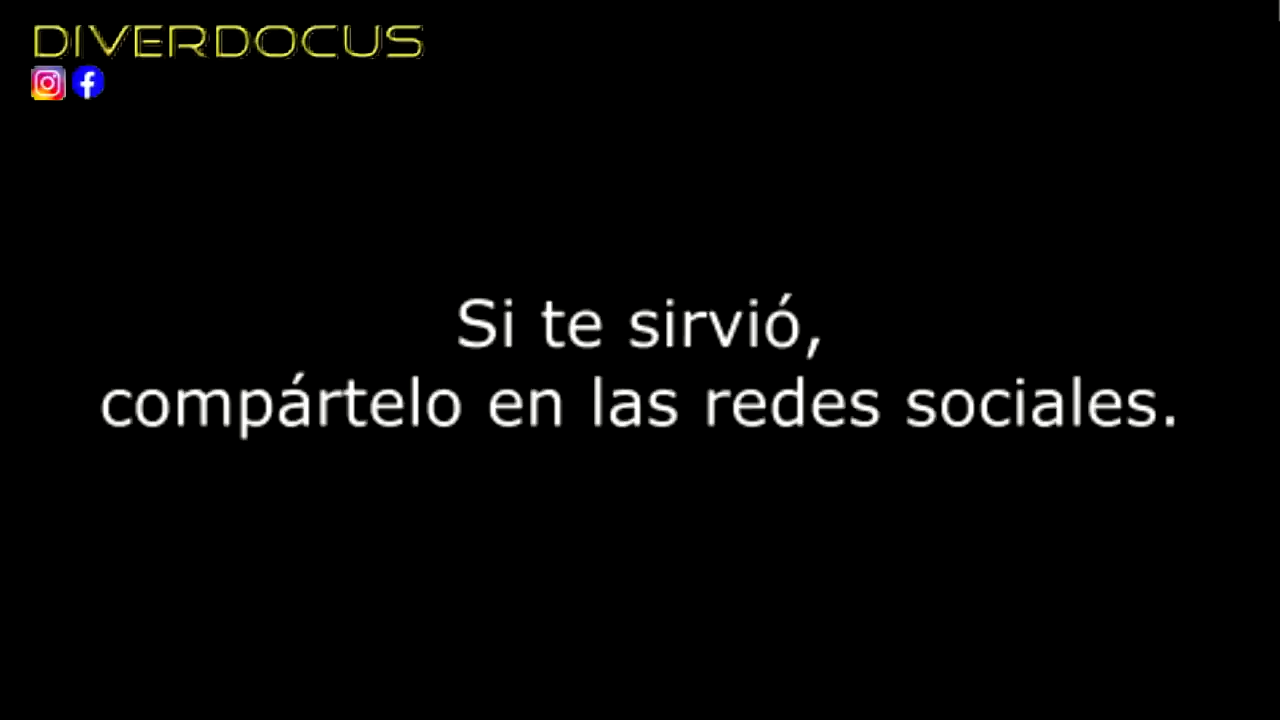 DIVERDOCUS
Si te sirvió,
compártelo en las redes sociales.